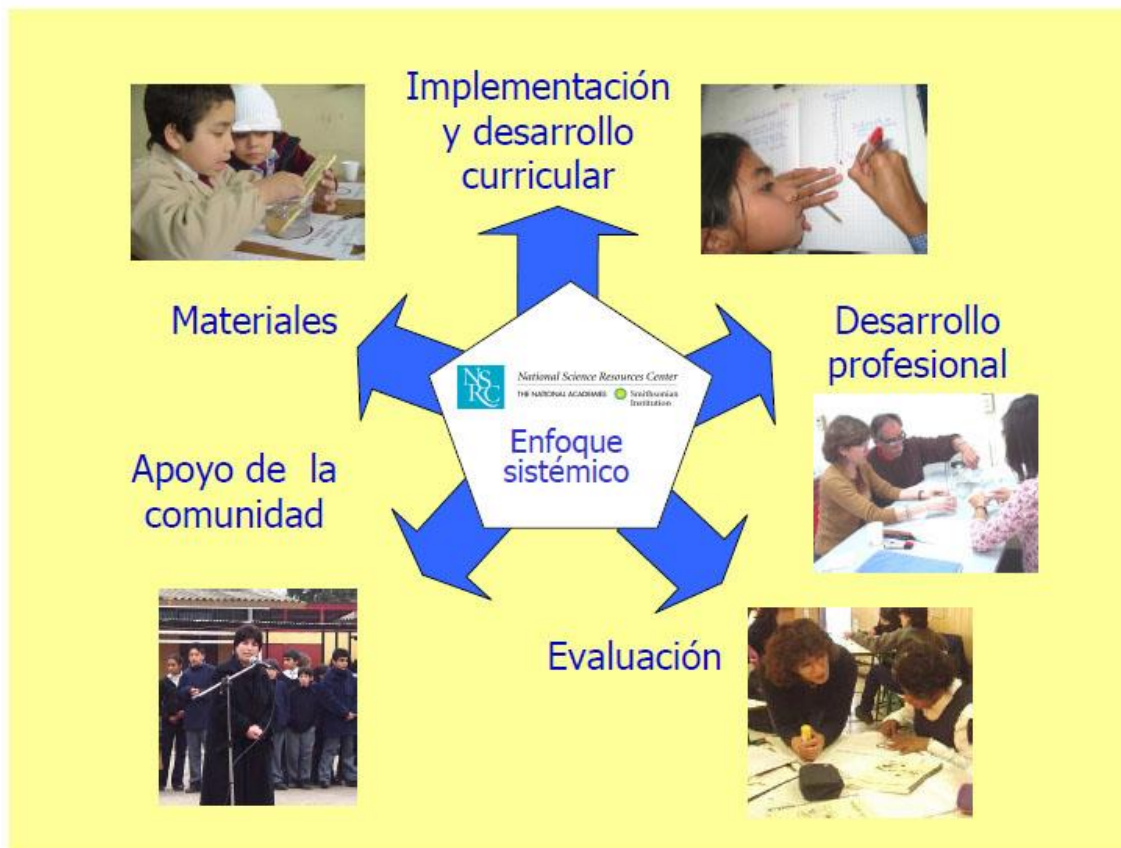 Implementación
y desarrollo
curricular
Materiales
Desarrollo
profesional
NSRC
National Science Resources Center
THE NATIONAL ACADEMIES
Smithsonian
Institution
Enfoque
sistémico
Apoyo de la
comunidad
Evaluación